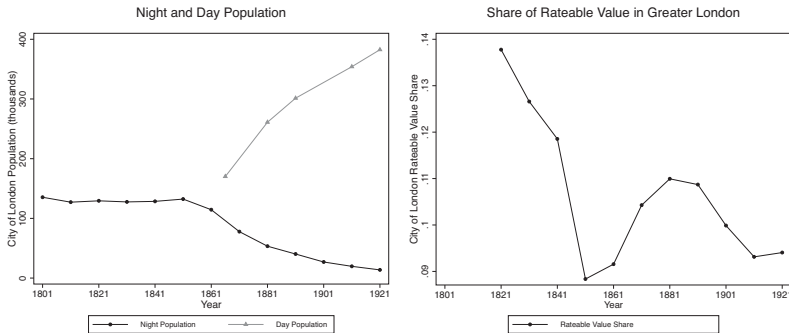 Night and Day Population
City of London Population (thousands)
400
300
200
100
0
1801
1821
1841
1861
1881
1901
1921
Year
Night Population
Day Population
Share of Rateable Value in Greater London
City of London Rateable Value Share
.14
.13
.12
.11
.1
.09
1801
1821
1841
1861
1881
1901
1921
Year
Rateable Value Share